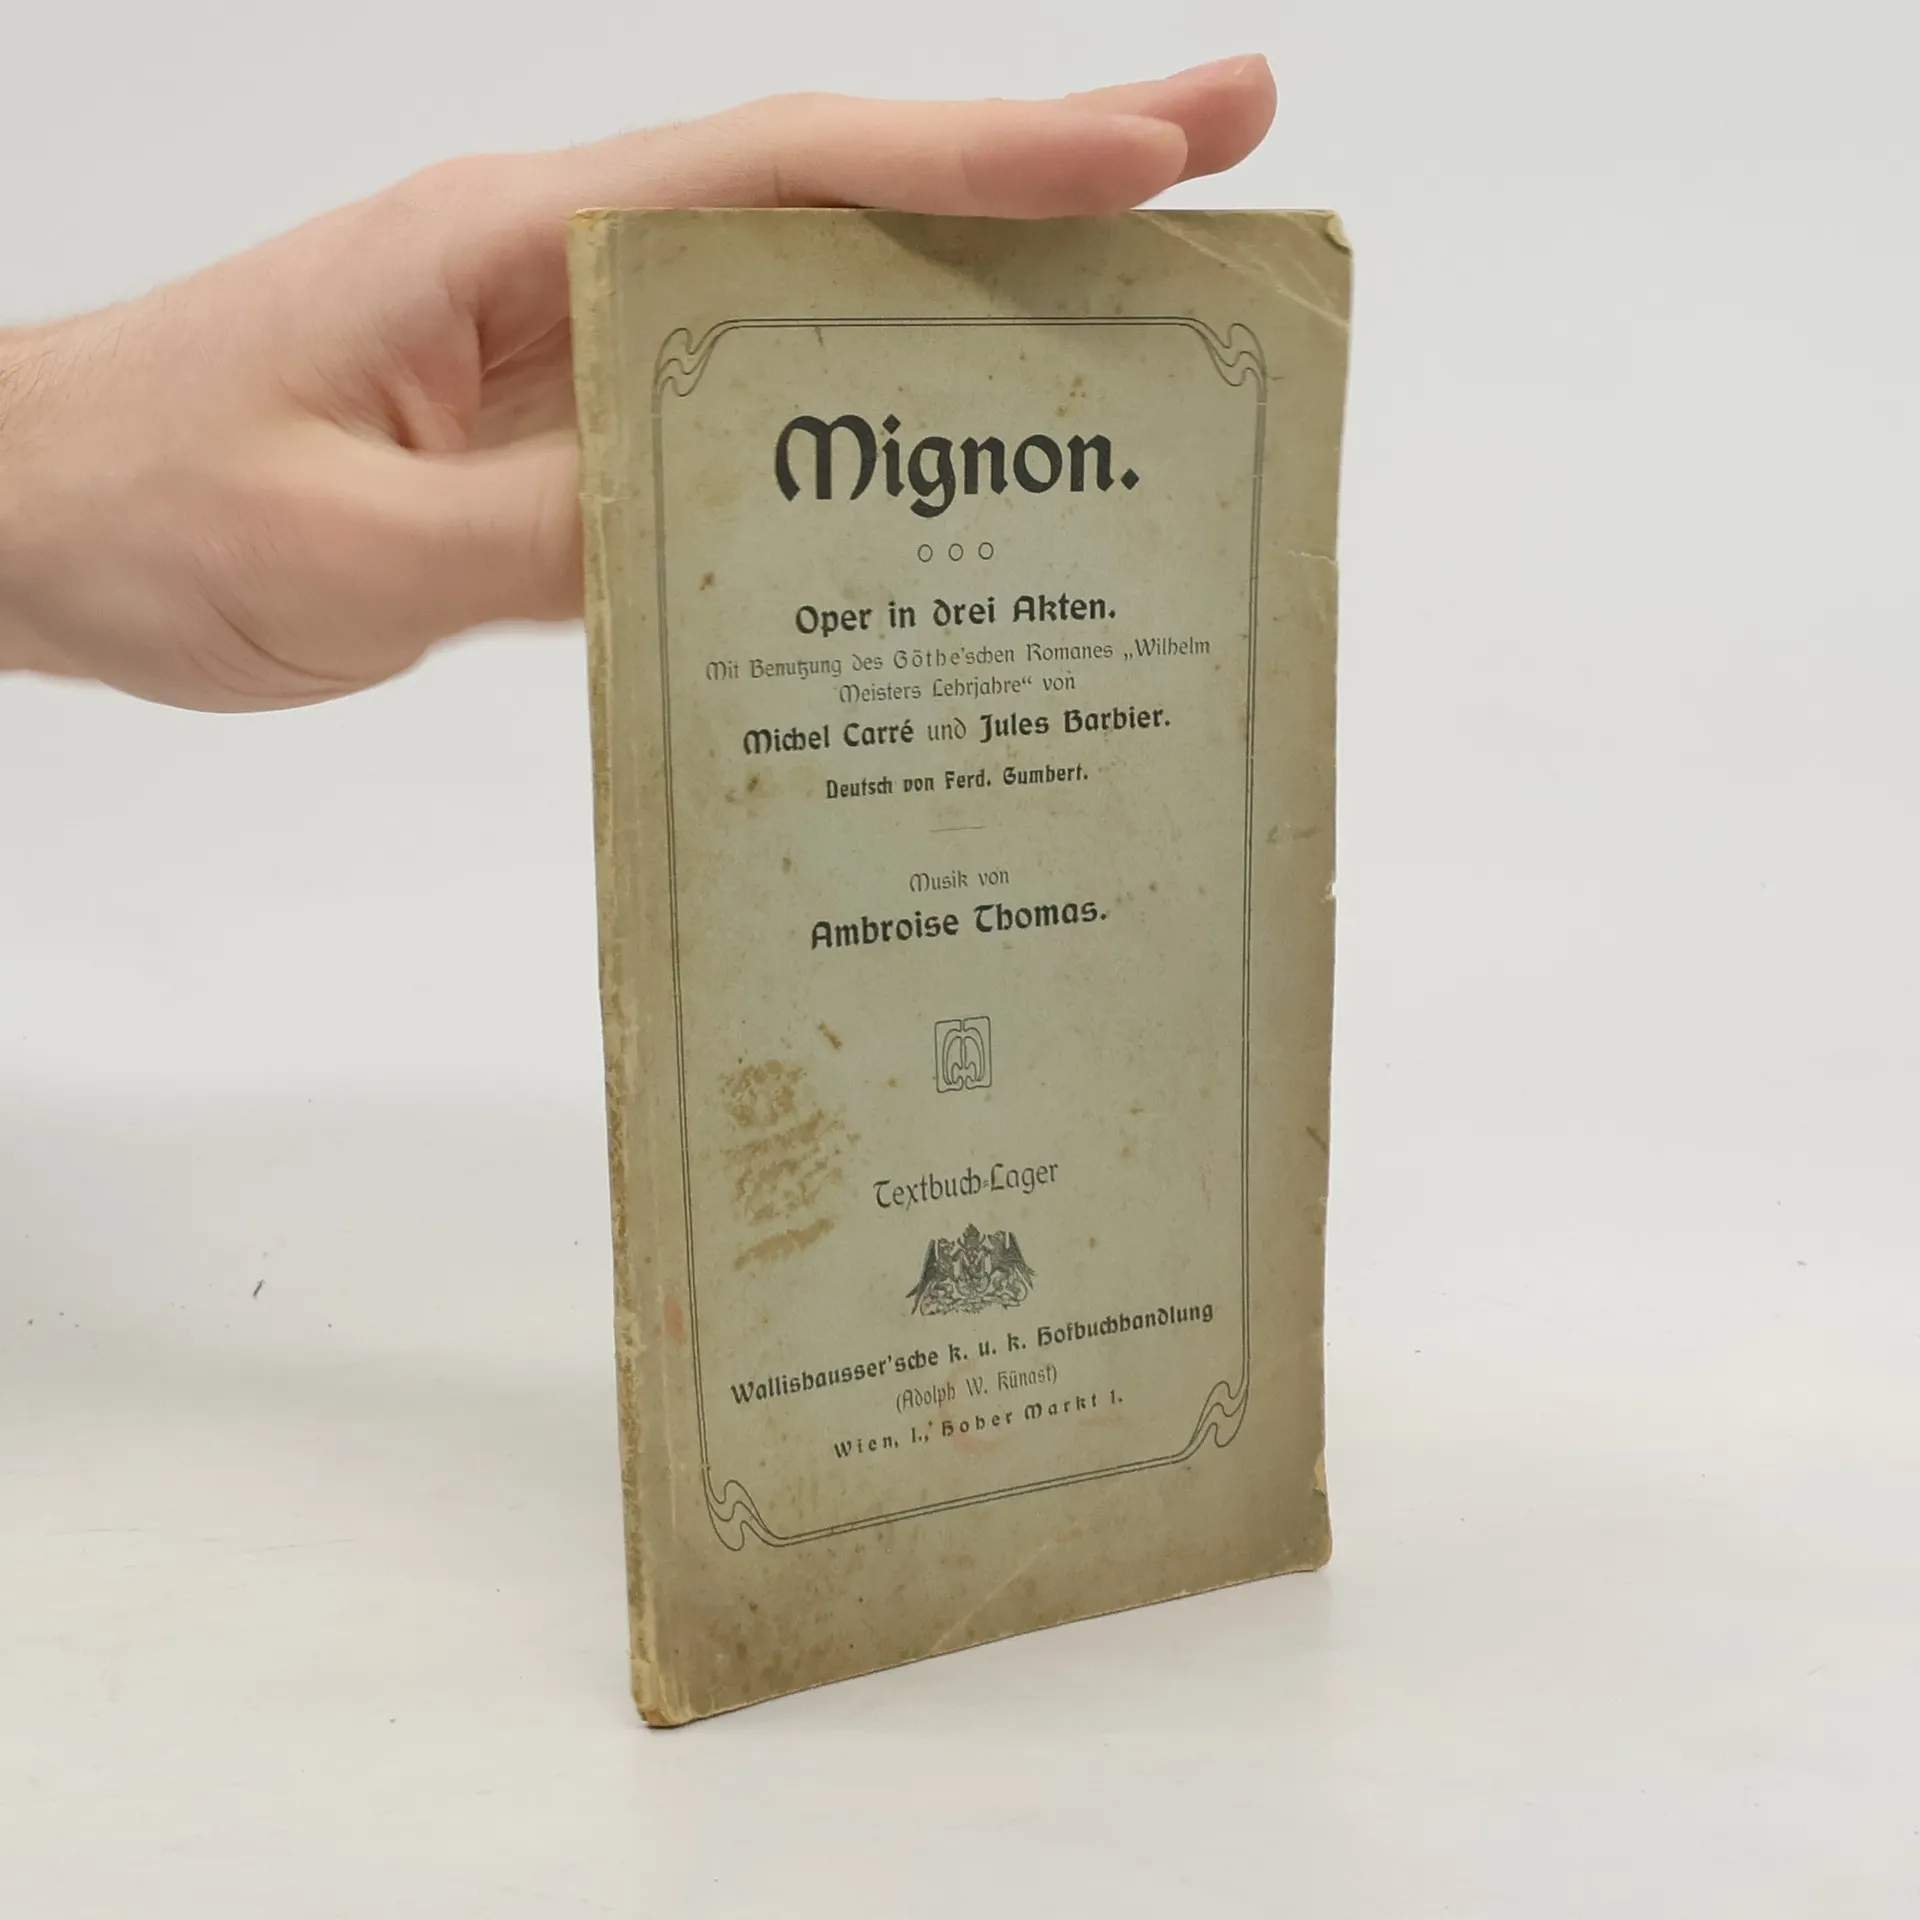 Mignon.
Oper in drei Akten.
Mit Benutzung des Göthe'schen Romanes „Wilhelm
Meisters Lehrjahre“ von
Michel Carré und Jules Barbier.
Deutsch von Ferd. Gumbert.
Musik von
Ambroise Thomas.
Textbuch-Lager
Wallishausser'sche k. u. k. Hofbuchhandlung
(Adolph W. Künast)
Wien, I., Hoher Markt 1.